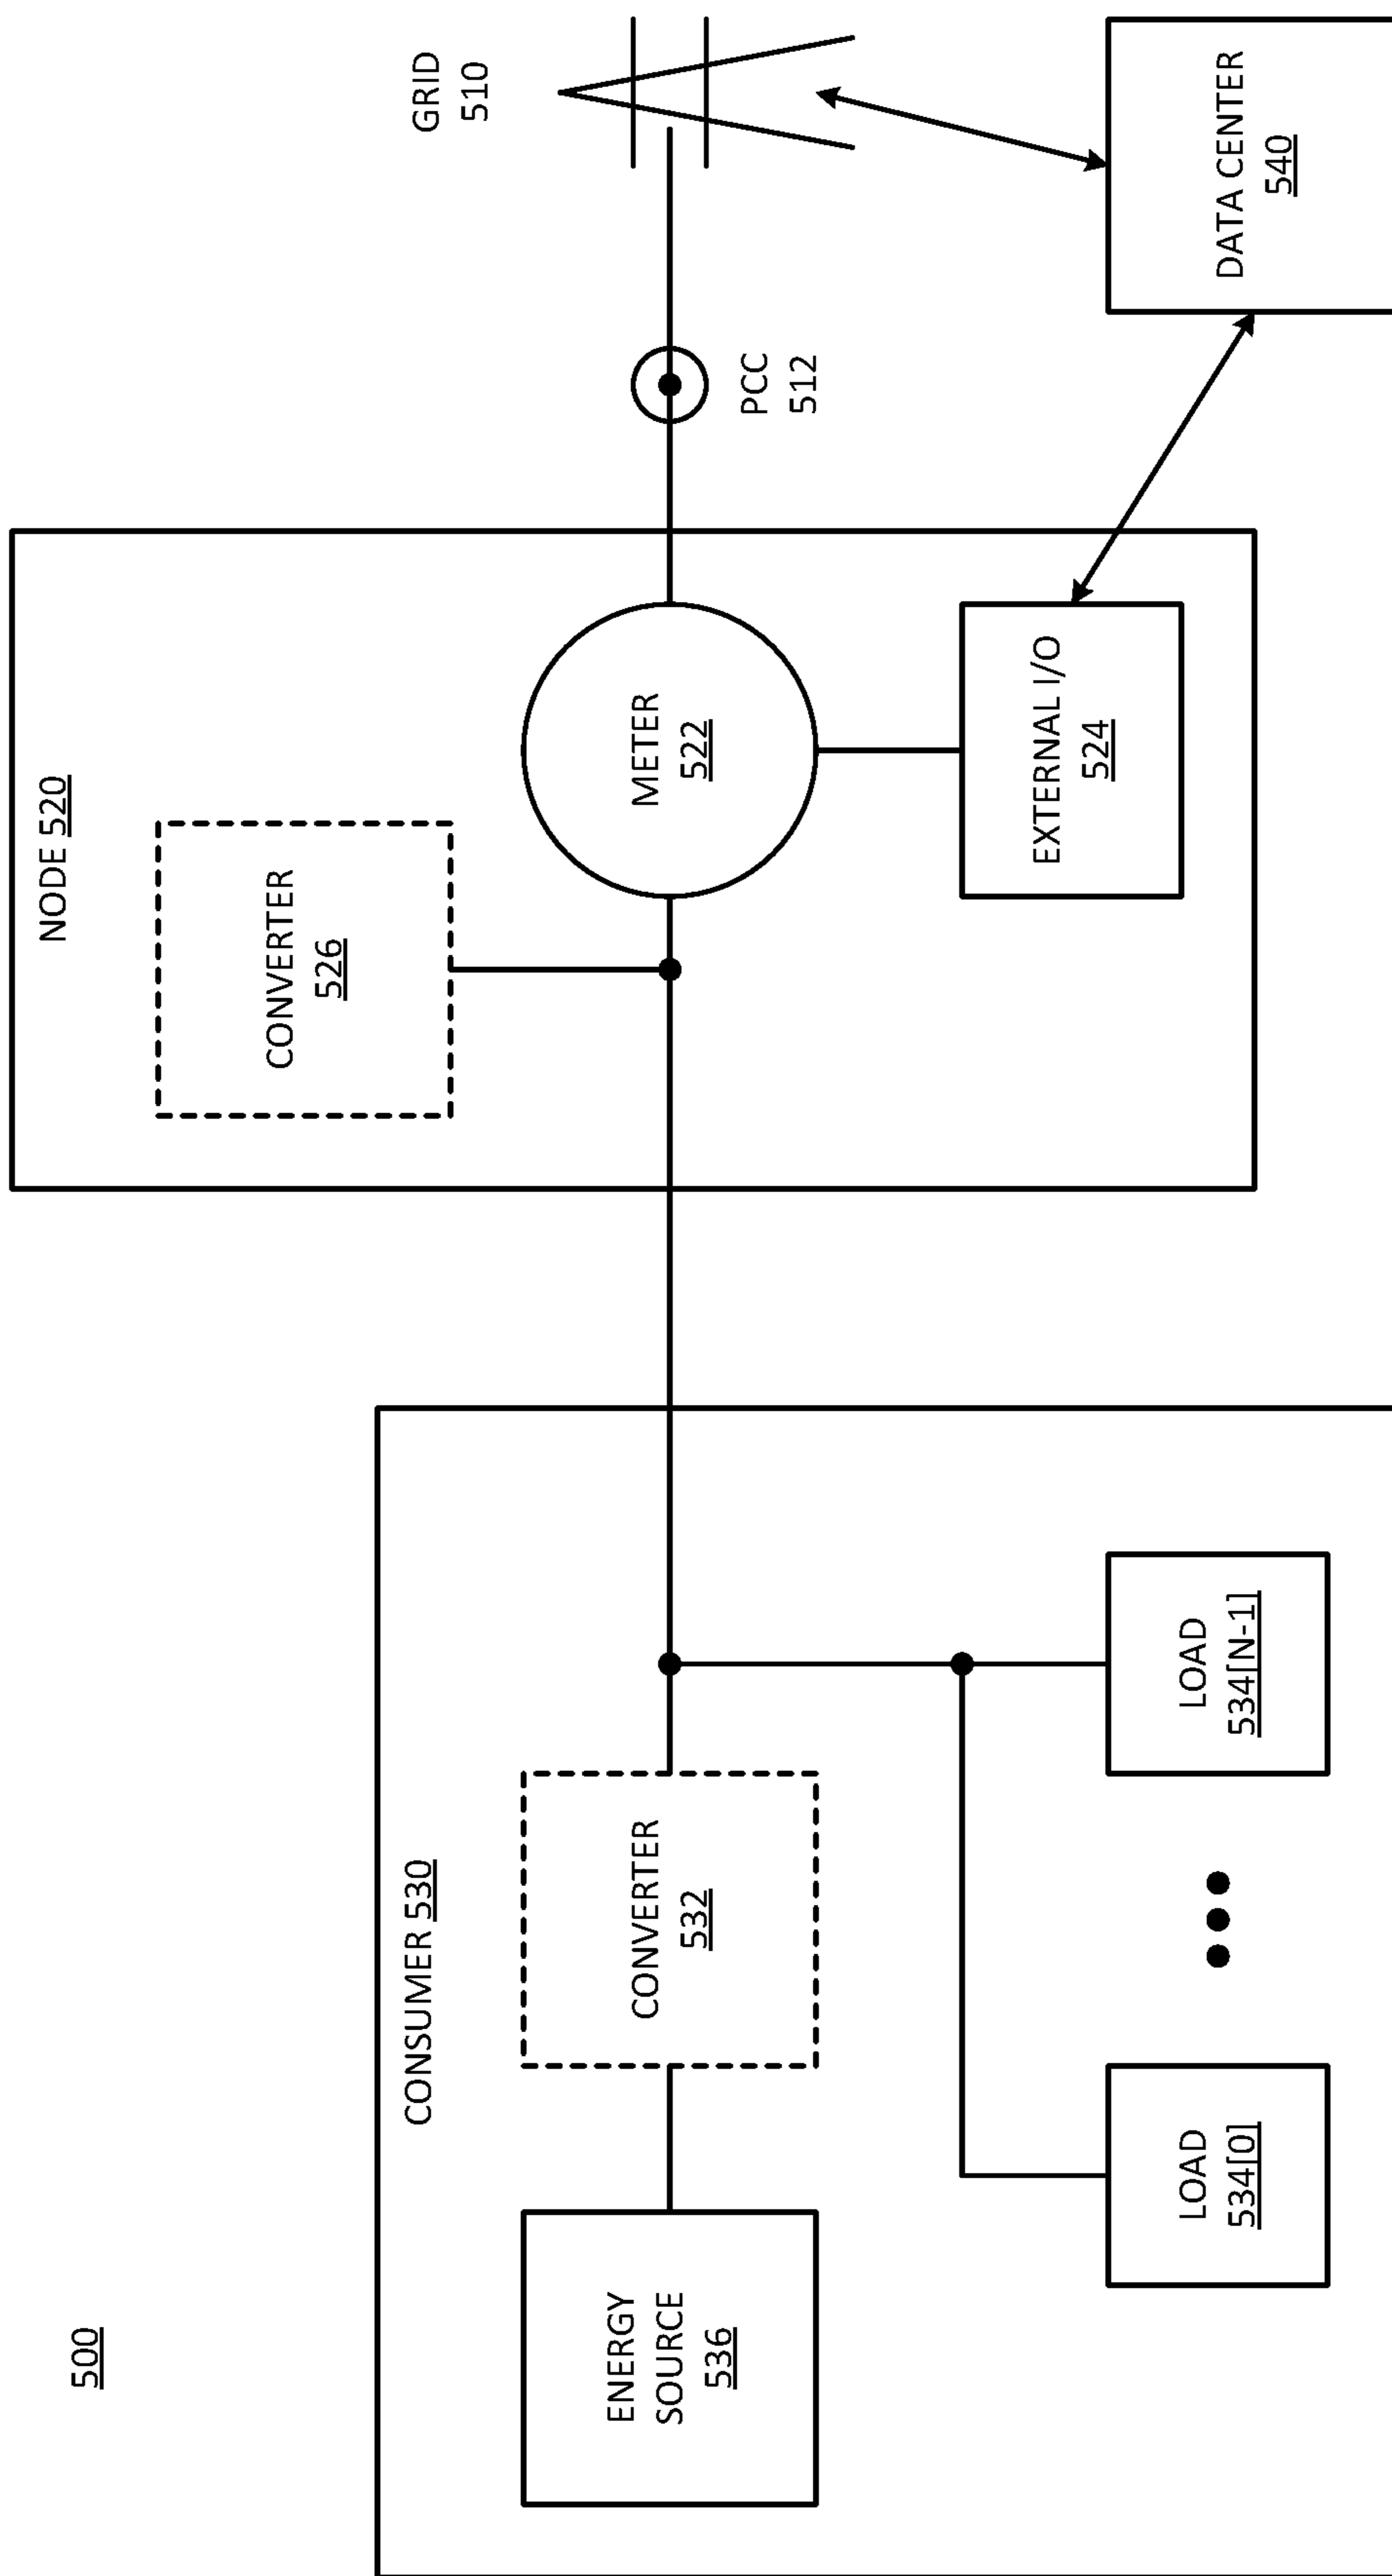 500
CONSUMER 530
ENERGY
SOURCE
536
CONVERTER
532
LOAD
534[0]
LOAD
534[N-1]
NODE 520
CONVERTER
526
METER
522
EXTERNAL I/O
524
PCC
512
GRID
510
DATA CENTER
540